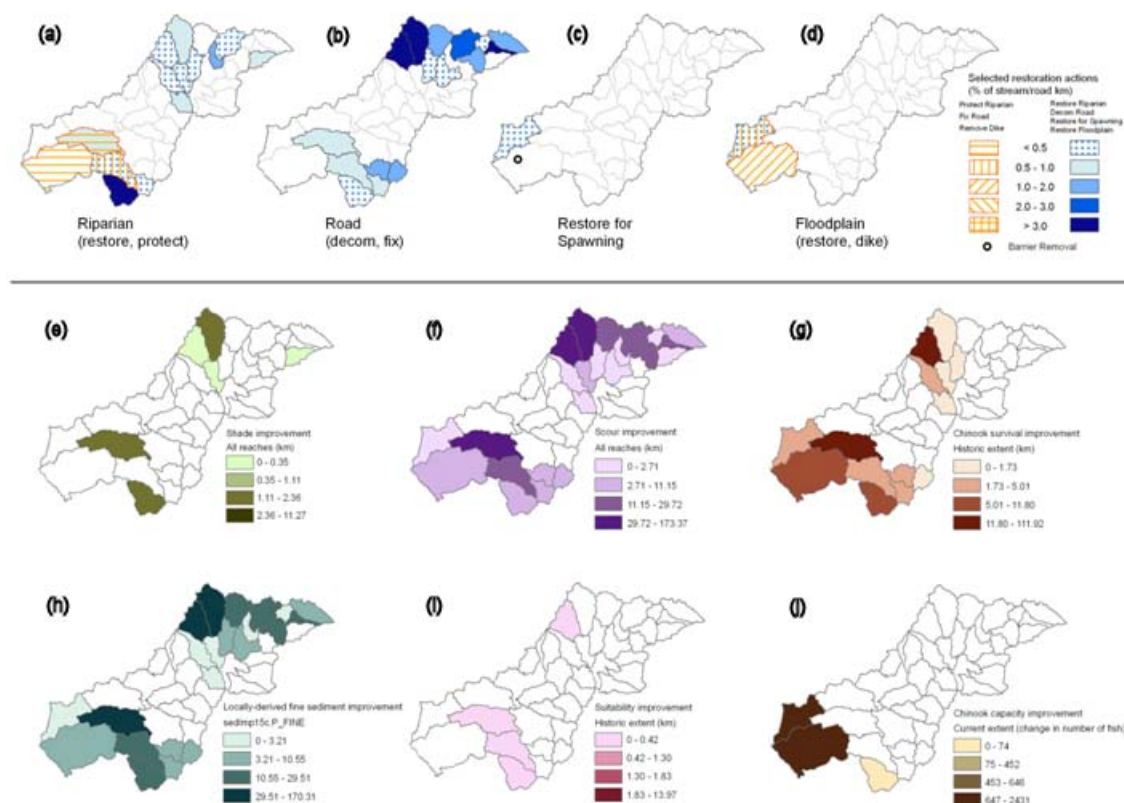 (a)
(b)
(c)
(d)
Riparian
(restore, protect)
Road
(decom, fix)
Restore for
Spawning
Floodplain
(restore, dike)
Selected restoration actions
(% of stream/road km)
Protect Riparian
Fix Road
Remove Dike
Restore Riparian
Decom Road
Restore for Spawning
Restore Floodplain
< 0.5
0.5 - 1.0
1.0 - 2.0
2.0 - 3.0
> 3.0
Barrier Removal
(e)
Shade improvement
All reaches (km)
0 - 0.35
0.35 - 1.11
1.11 - 2.36
2.36 - 11.27
(f)
Scour improvement
All reaches (km)
0 - 2.71
2.71 - 11.15
11.15 - 29.72
29.72 - 173.37
(g)
Chinook survival improvement
Historic extent (km)
0 - 1.73
1.73 - 5.01
5.01 - 11.80
11.80 - 111.92
(h)
Locally-derived fine sediment improvement
sedImp15c.P_FINE
0 - 3.21
3.21 - 10.55
10.55 - 29.51
29.51 - 170.31
(i)
Suitability improvement
Historic extent (km)
0 - 0.42
0.42 - 1.30
1.30 - 1.83
1.83 - 13.97
(j)
Chinook capacity improvement
Current extent (change in number of fish)
0 - 74
75 - 452
453 - 646
647 - 2431